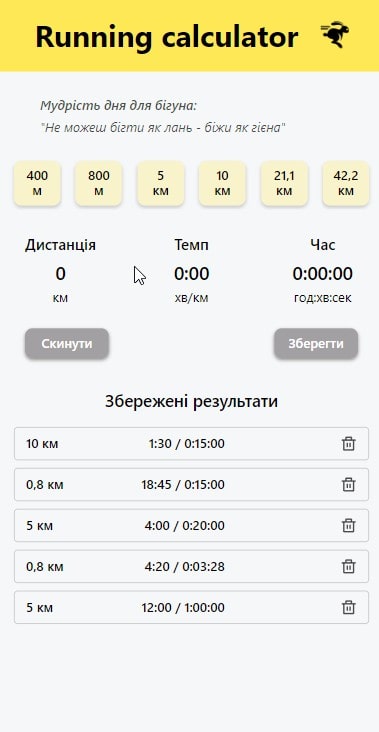 Running calculator
Мудрість дня для бігуна:
"Не можеш бігти як лань - біжи як гієна"
400 м
800 м
5 км
10 км
21,1 км
42,2 км
Дистанція Темп Час
0 0:00 0:00:00
км хв/км год:хв:сек
Скинути Зберегти
Збережені результати
10 км 1:30 / 0:15:00
0,8 км 18:45 / 0:15:00
5 км 4:00 / 0:20:00
0,8 км 4:20 / 0:03:28
5 км 12:00 / 1:00:00